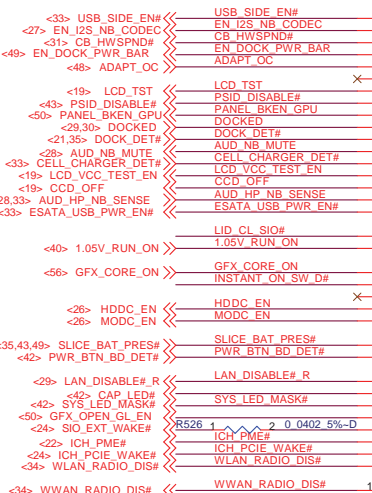 <33> USB_SIDE_EN# USB_SIDE_EN#
<27> EN_I2S_NB_CODEC EN_I2S_NB_CODEC
<31> CB_HWSPND# CB_HWSPND#
<49> EN_DOCK_PWR_BAR EN_DOCK_PWR_BAR
<48> ADAPT_OC ADAPT_OC
<19> LCD_TST LCD_TST
<43> PSID_DISABLE# PSID_DISABLE#
<50> PANEL_BKEN_GPU PANEL_BKEN_GPU
<29,30> DOCKED DOCKED
<21,35> DOCK_DET# DOCK_DET#
<28> AUD_NB_MUTE AUD_NB_MUTE
<33> CELL_CHARGER_DET# CELL_CHARGER_DET#
<19> LCD_VCC_TEST_EN LCD_VCC_TEST_EN
<19> CCD_OFF CCD_OFF
28,33> AUD_HP_NB_SENSE AUD_HP_NB_SENSE
<33> ESATA_USB_PWR_EN# ESATA_USB_PWR_EN#
LID_CL_SIO#
<40> 1.05V_RUN_ON 1.05V_RUN_ON
<56> GFX_CORE_ON GFX_CORE_ON
INSTANT_ON_SW_D#
<26> HDDC_EN HDDC_EN
<26> MODC_EN MODC_EN
<35,43,49> SLICE_BAT_PRES# SLICE_BAT_PRES#
<42> PWR_BTN_BD_DET# PWR_BTN_BD_DET#
<29> LAN_DISABLE#_R LAN_DISABLE#_R
<42> CAP_LED#
<42> SYS_LED_MASK# SYS_LED_MASK#
<50> GFX_OPEN_GL_EN
<24> SIO_EXT_WAKE# R526 1 2 0_0402_5%~D
<22> ICH_PME# ICH_PME#
<24> ICH_PCIE_WAKE# ICH_PCIE_WAKE#
<34> WLAN_RADIO_DIS# WLAN_RADIO_DIS#
<34> WWAN_RADIO_DIS# WWAN_RADIO_DIS# 1